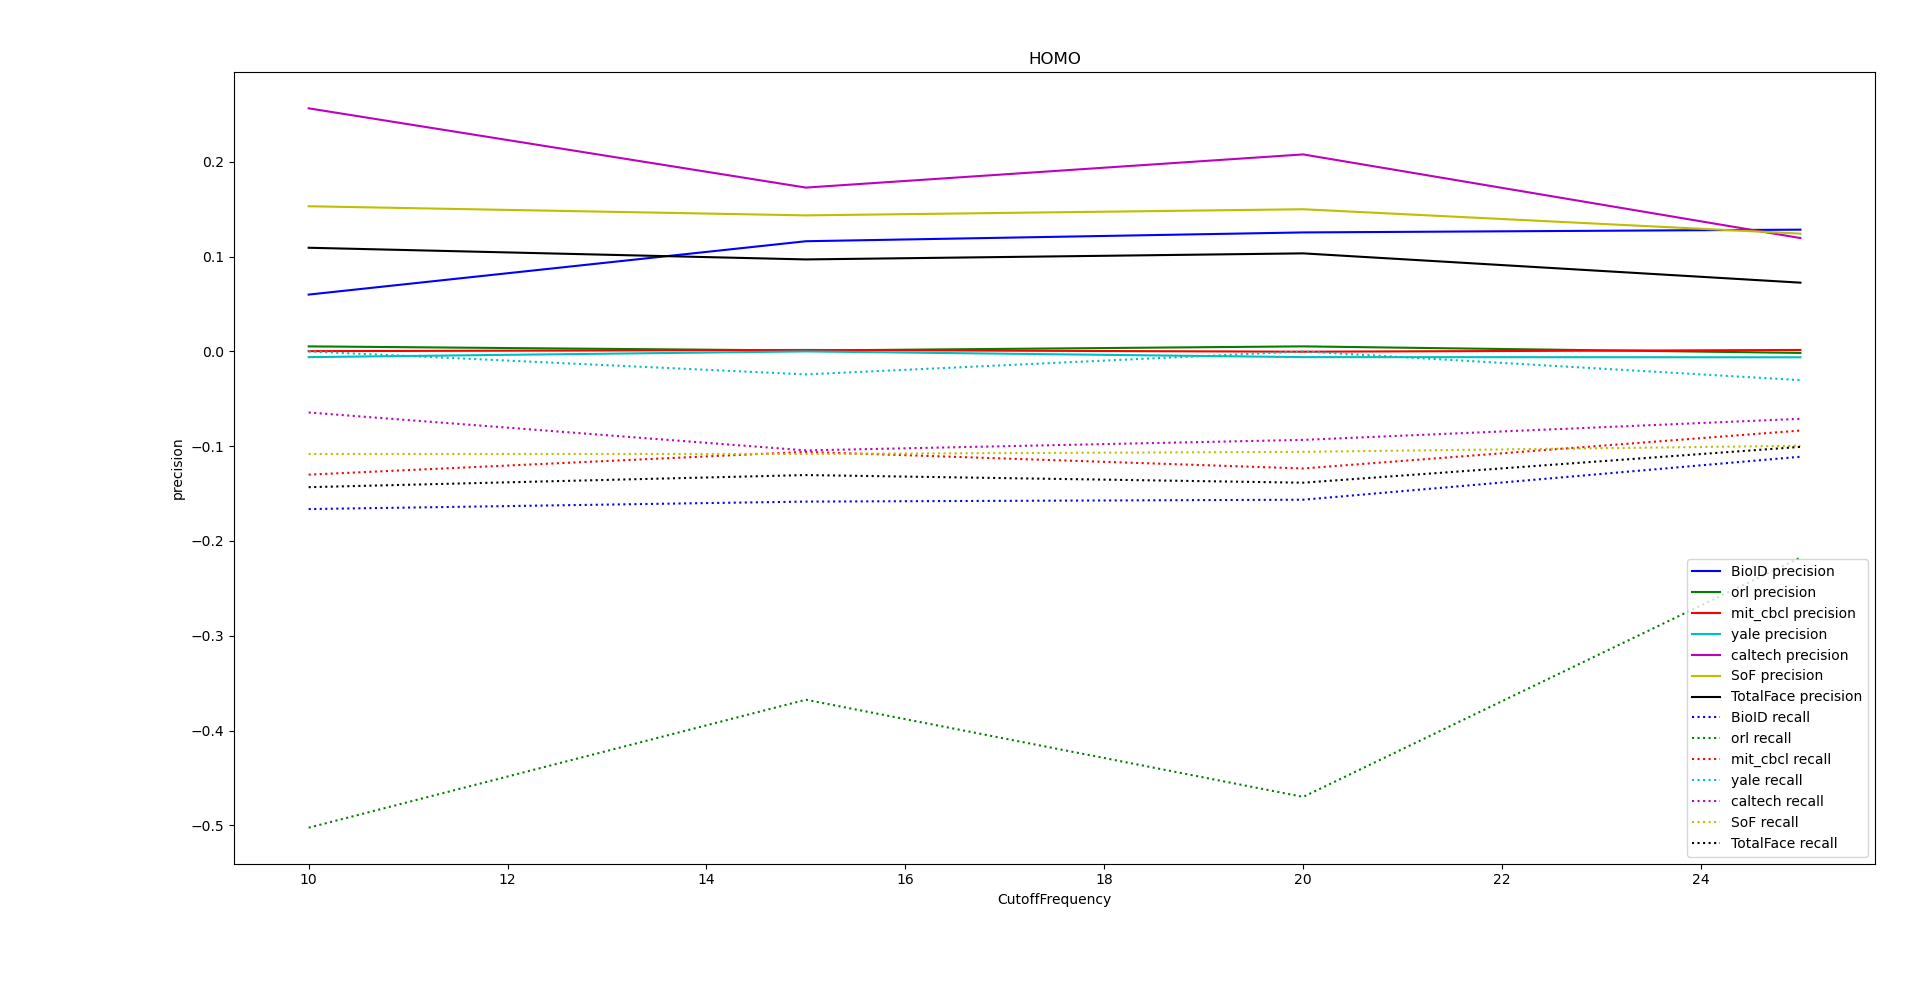 HOMO
0.2
0.1
0.0
−0.1
−0.2
−0.3
−0.4
−0.5
precision
10 12 14 16 18 20 22 24
CutoffFrequency
BioID precision
orl precision
mit_cbcl precision
yale precision
caltech precision
SoF precision
TotalFace precision
BioID recall
orl recall
mit_cbcl recall
yale recall
caltech recall
SoF recall
TotalFace recall